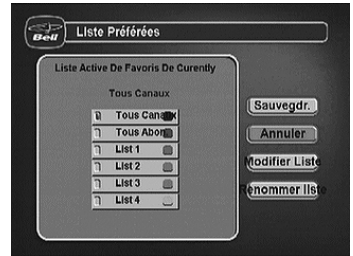 Bell
Liste Préférées
Liste Active De Favoris De Curently
Tous Canaux
Tous Canaux
Tous Abon
List 1
List 2
List 3
List 4
Sauvegdr.
Annuler
Modifier Liste
Renommer liste